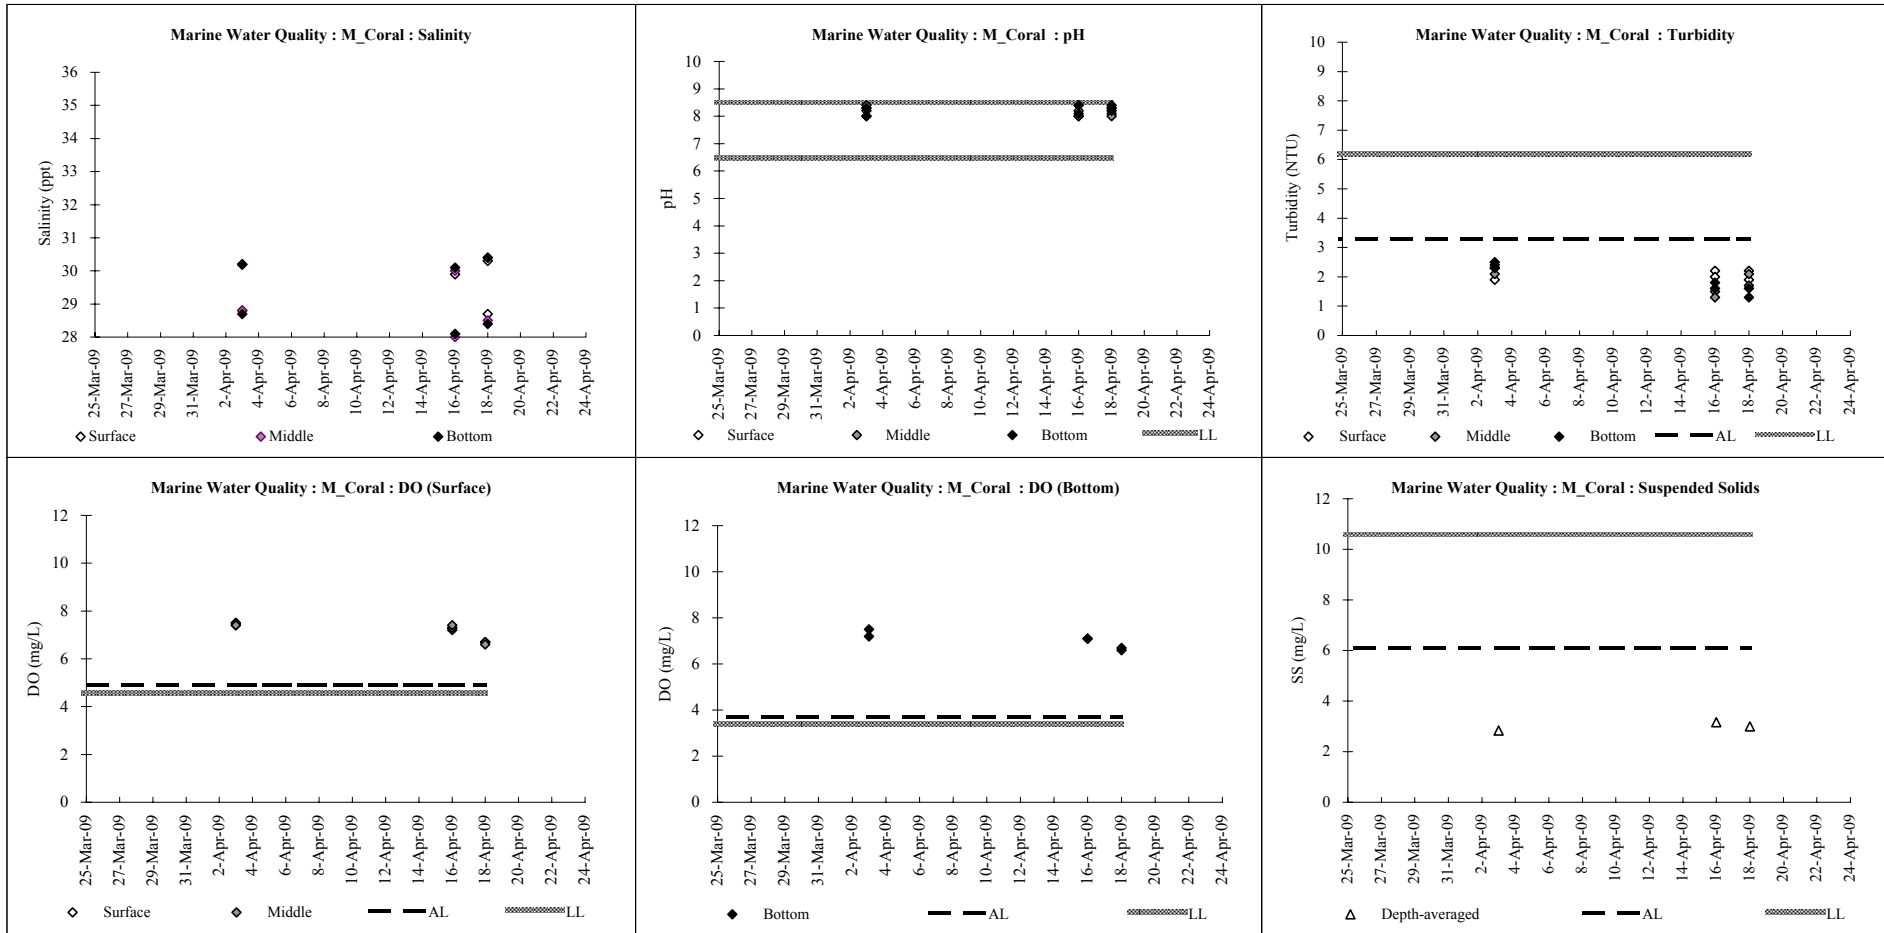 Marine Water Quality : M_Coral : Salinity
36
35
34
33
32
31
30
29
28
Salinity (ppt)
25-Mar-09
27-Mar-09
29-Mar-09
31-Mar-09
2-Apr-09
4-Apr-09
6-Apr-09
8-Apr-09
10-Apr-09
12-Apr-09
14-Apr-09
16-Apr-09
18-Apr-09
20-Apr-09
22-Apr-09
24-Apr-09
Surface Middle Bottom
Marine Water Quality : M_Coral : pH
10
9
8
7
6
5
4
3
2
1
0
pH
25-Mar-09
27-Mar-09
29-Mar-09
31-Mar-09
2-Apr-09
4-Apr-09
6-Apr-09
8-Apr-09
10-Apr-09
12-Apr-09
14-Apr-09
16-Apr-09
18-Apr-09
20-Apr-09
22-Apr-09
24-Apr-09
Surface Middle Bottom LL
Marine Water Quality : M_Coral : Turbidity
10
9
8
7
6
5
4
3
2
1
0
Turbidity (NTU)
25-Mar-09
27-Mar-09
29-Mar-09
31-Mar-09
2-Apr-09
4-Apr-09
6-Apr-09
8-Apr-09
10-Apr-09
12-Apr-09
14-Apr-09
16-Apr-09
18-Apr-09
20-Apr-09
22-Apr-09
24-Apr-09
Surface Middle Bottom AL LL
Marine Water Quality : M_Coral : DO (Surface)
12
10
8
6
4
2
0
DO (mg/L)
25-Mar-09
27-Mar-09
29-Mar-09
31-Mar-09
2-Apr-09
4-Apr-09
6-Apr-09
8-Apr-09
10-Apr-09
12-Apr-09
14-Apr-09
16-Apr-09
18-Apr-09
20-Apr-09
22-Apr-09
24-Apr-09
Surface Middle AL LL
Marine Water Quality : M_Coral : DO (Bottom)
12
10
8
6
4
2
0
DO (mg/L)
25-Mar-09
27-Mar-09
29-Mar-09
31-Mar-09
2-Apr-09
4-Apr-09
6-Apr-09
8-Apr-09
10-Apr-09
12-Apr-09
14-Apr-09
16-Apr-09
18-Apr-09
20-Apr-09
22-Apr-09
24-Apr-09
Bottom AL LL
Marine Water Quality : M_Coral : Suspended Solids
12
10
8
6
4
2
0
SS (mg/L)
25-Mar-09
27-Mar-09
29-Mar-09
31-Mar-09
2-Apr-09
4-Apr-09
6-Apr-09
8-Apr-09
10-Apr-09
12-Apr-09
14-Apr-09
16-Apr-09
18-Apr-09
20-Apr-09
22-Apr-09
24-Apr-09
Depth-averaged AL LL